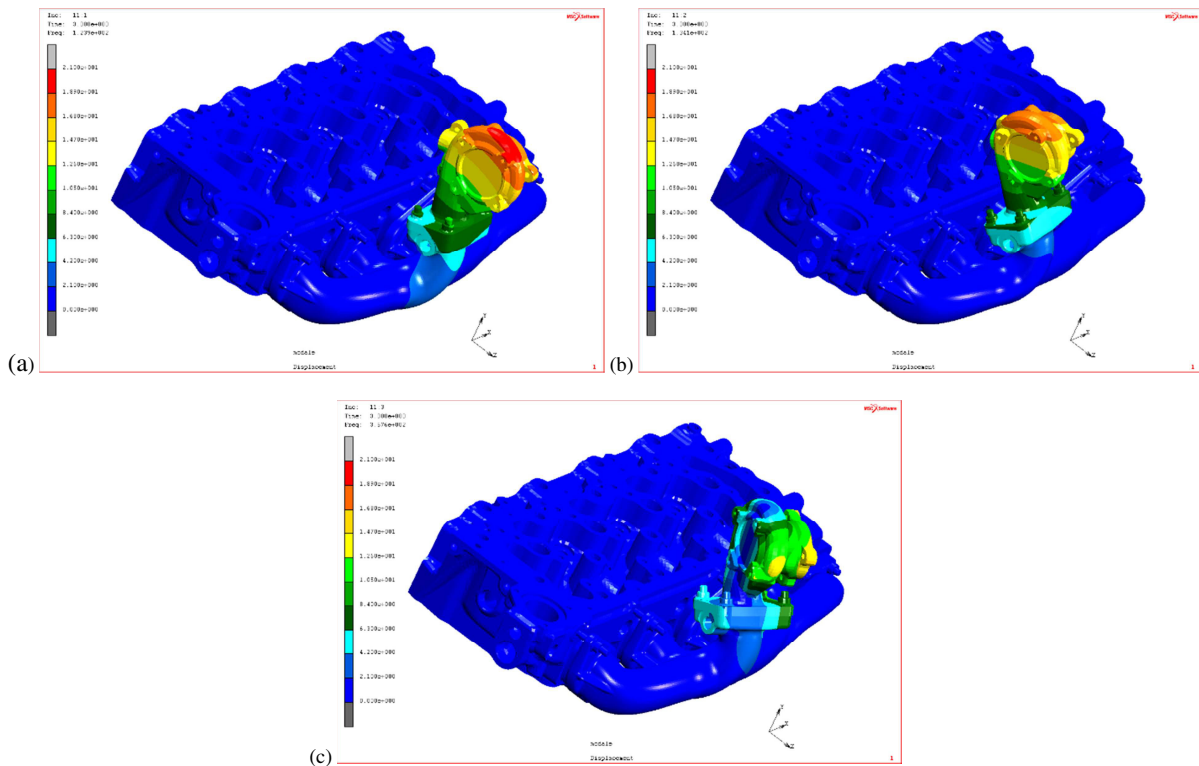 Inc: 11:1
Time: 0.000e+000
Freq: 1.239e+002
2.100e+001
1.890e+001
1.680e+001
1.470e+001
1.260e+001
1.050e+001
8.400e+000
6.300e+000
4.200e+000
2.100e+000
0.000e+000
modale
Displacement
1
Y
X
Z
(a)
Inc: 11:2
Time: 0.000e+000
2.100e+001
1.890e+001
1.680e+001
1.470e+001
1.260e+001
1.050e+001
8.400e+000
6.300e+000
4.200e+000
2.100e+000
0.000e+000
modale
Displacement
1
Y
X
Z
(b)
Inc: 11:3
Time: 0.000e+000
2.100e+001
1.890e+001
1.680e+001
1.470e+001
1.260e+001
1.050e+001
8.400e+000
6.300e+000
4.200e+000
2.100e+000
0.000e+000
modale
Displacement
1
Y
X
Z
(c)